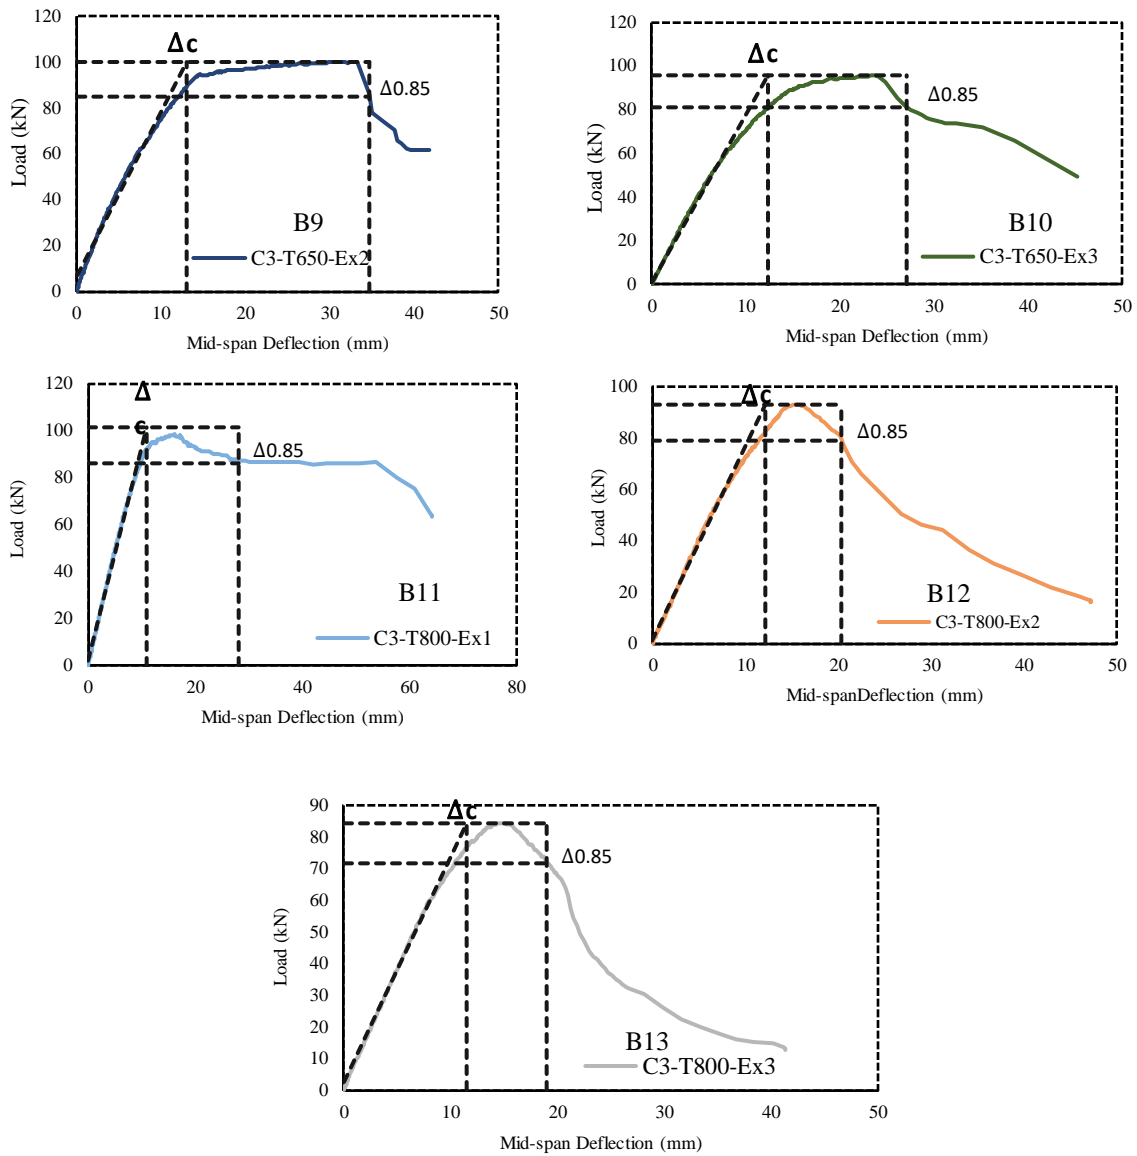 120
100
80
60
40
20
0
Load (kN)
Δc
Δ0.85
B9
C3-T650-Ex2
0 10 20 30 40 50
Mid-span Deflection (mm)
120
100
80
60
40
20
0
Load (kN)
Δc
Δ0.85
B10
C3-T650-Ex3
0 10 20 30 40 50
Mid-span Deflection (mm)
120
100
80
60
40
20
0
Load (kN)
Δ
c
Δ0.85
B11
C3-T800-Ex1
0 20 40 60 80
Mid-span Deflection (mm)
100
80
60
40
20
0
Load (kN)
Δc
Δ0.85
B12
C3-T800-Ex2
0 10 20 30 40 50
Mid-spanDeflection (mm)
90
80
70
60
50
40
30
20
10
0
Load (kN)
Δc
Δ0.85
B13
C3-T800-Ex3
0 10 20 30 40 50
Mid-span Deflection (mm)